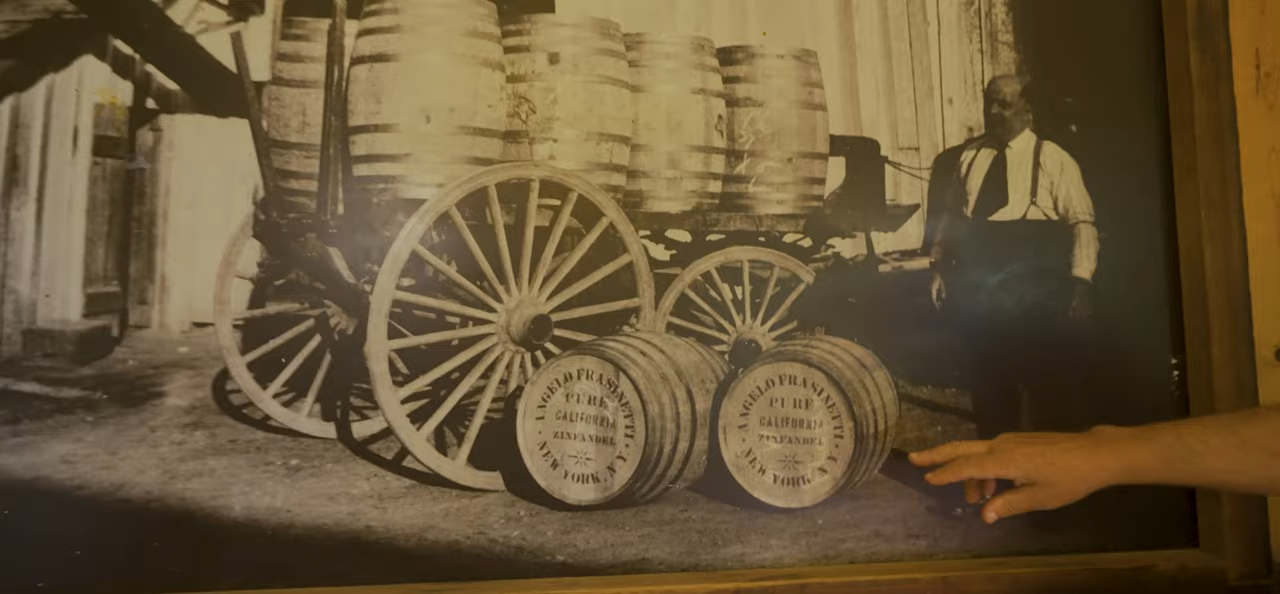 ANGELO FRASINETTI
PURE
CALIFORNIA
ZINFANDEL
NEW YORK, N.Y.
ANGELO FRASINETTI
PURE
CALIFORNIA
ZINFANDEL
NEW YORK, N.Y.